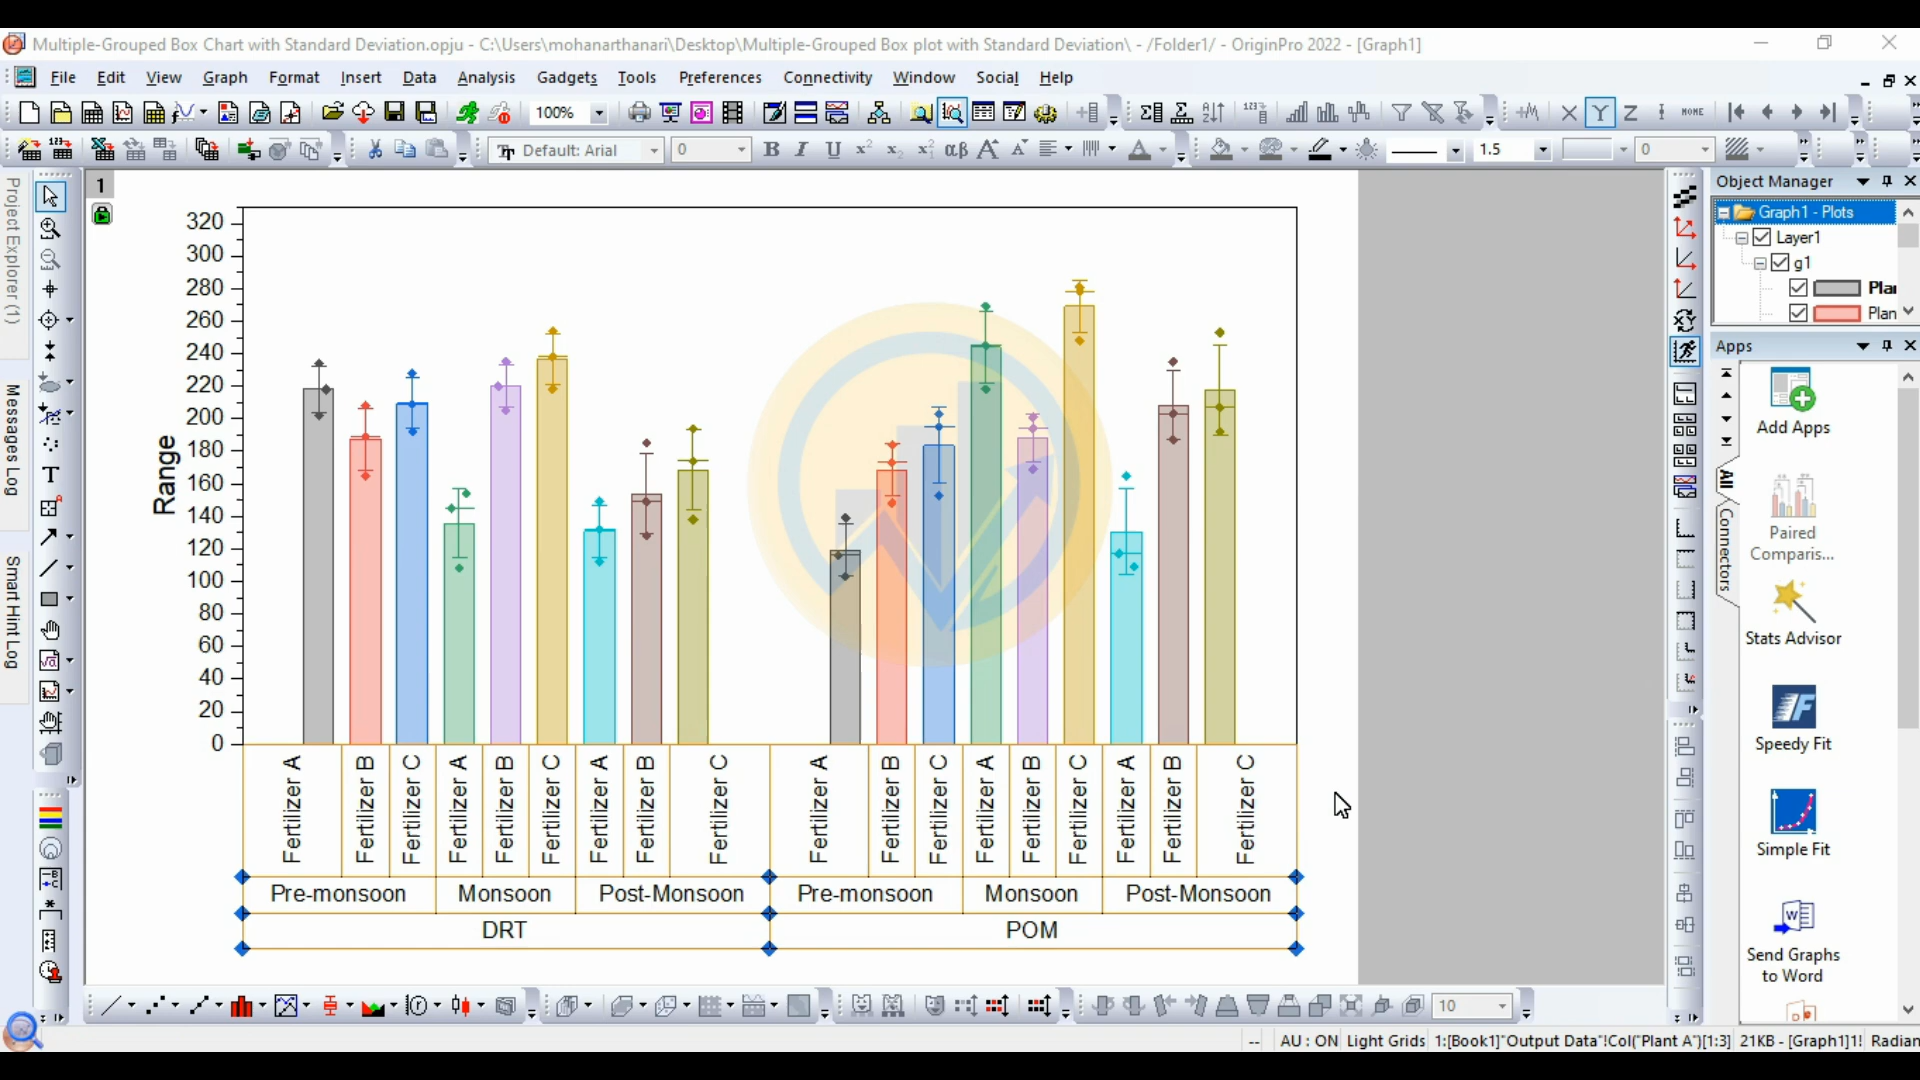 Multiple-Grouped Box Chart with Standard Deviation.opju - C:\Users\mohanarthanari\Desktop\Multiple-Grouped Box plot with Standard Deviation\ - /Folder1/ - OriginPro 2022 - [Graph1]
File Edit View Graph Format Insert Data Analysis Gadgets Tools Preferences Connectivity Window Social Help
100%
X Y Z HOME
Default: Arial 0 B I U αβ A A A 1.5 0
Project Explorer (1)
Messages Log
Smart Hint Log
1
Range
320
300
280
260
240
220
200
180
160
140
120
100
80
60
40
20
0
Fertilizer A Fertilizer B Fertilizer C Fertilizer A Fertilizer B Fertilizer C Fertilizer A Fertilizer B Fertilizer C Fertilizer A Fertilizer B Fertilizer C Fertilizer A Fertilizer B Fertilizer C Fertilizer A Fertilizer B Fertilizer C
Pre-monsoon Monsoon Post-Monsoon Pre-monsoon Monsoon Post-Monsoon
DRT POM
Object Manager
Graph1 - Plots
Layer1
g1
Plan
Plan
Apps
All
Connectors
Add Apps
Paired
Comparis...
Stats Advisor
Speedy Fit
Simple Fit
Send Graphs
to Word
10
-- AU : ON Light Grids 1:[Book1]"Output Data"!Col("Plant A")[1:3] 21KB - [Graph1]1! Radian